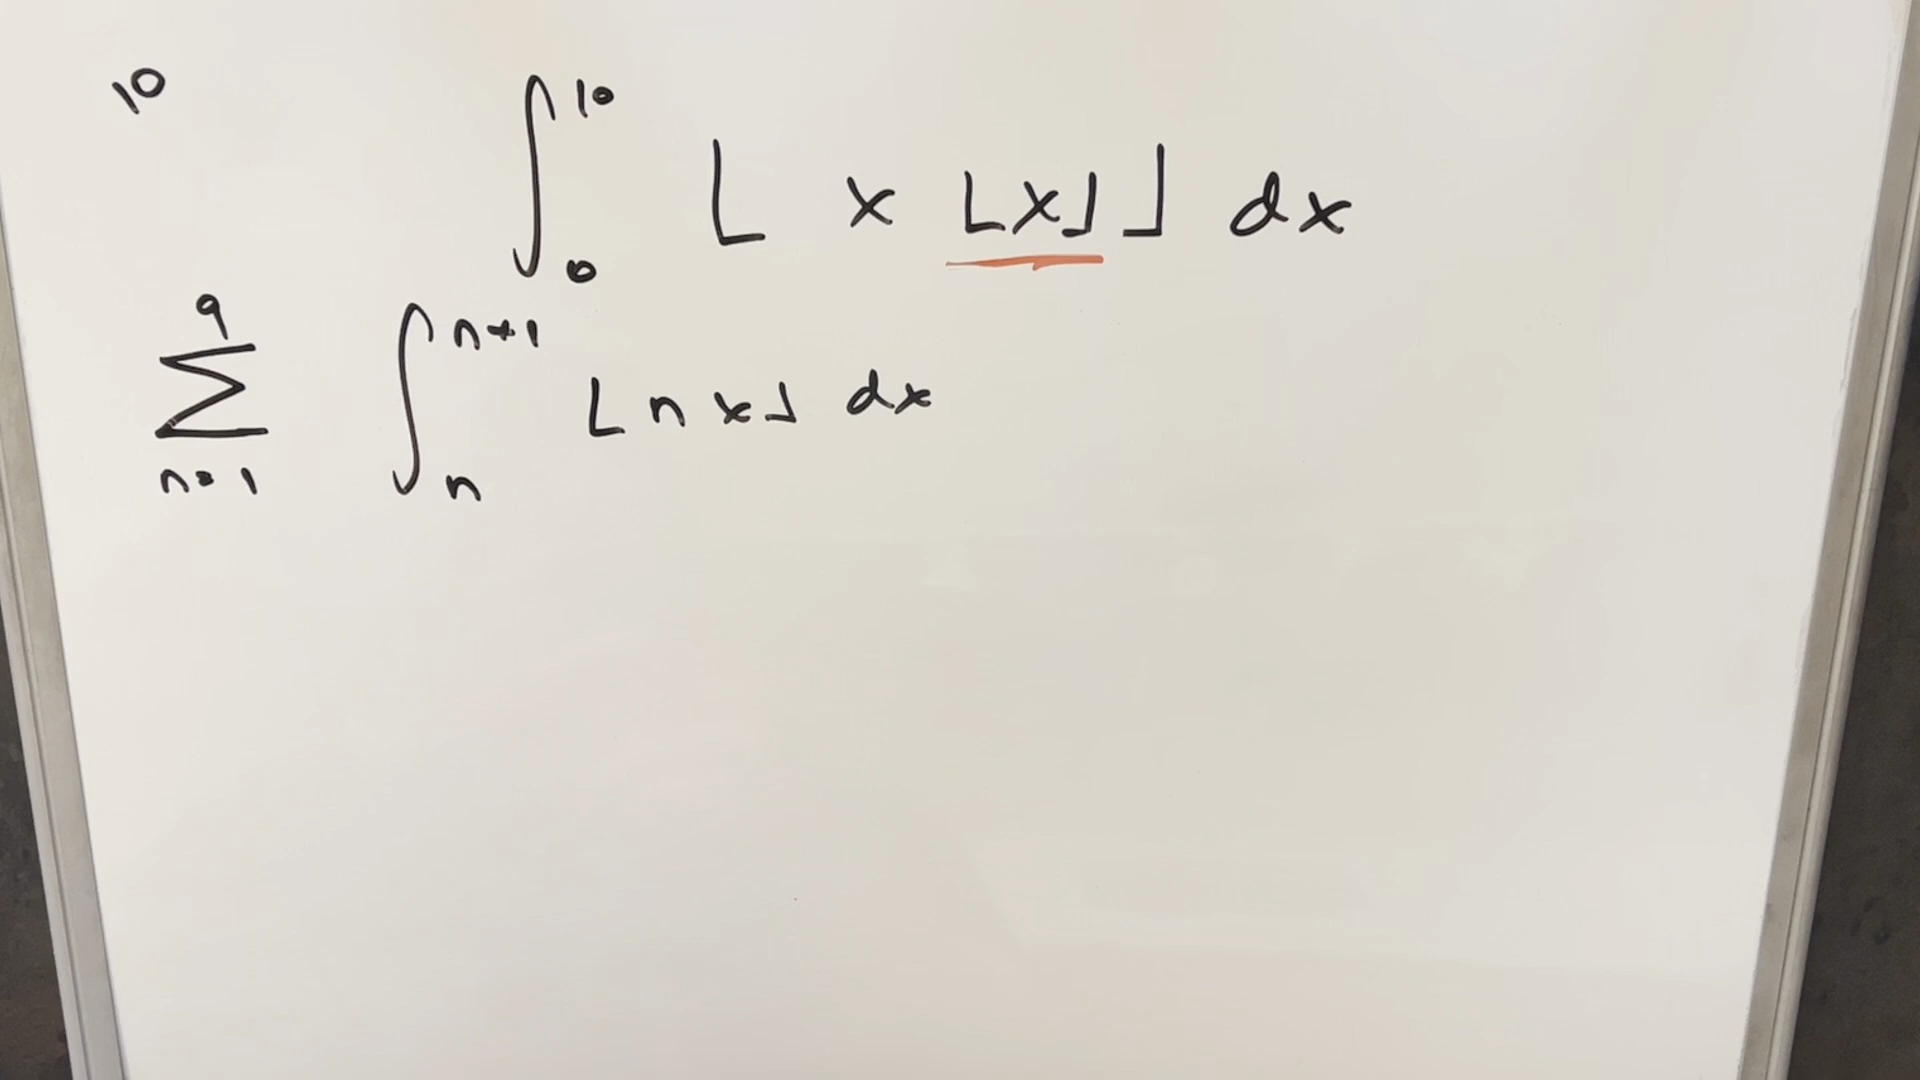 10
∫₀¹⁰ ⌊ x ⌊x⌋ ⌋ dx
∑ₙ₌₁⁹ ∫ₙⁿ⁺¹ ⌊ n x ⌋ dx